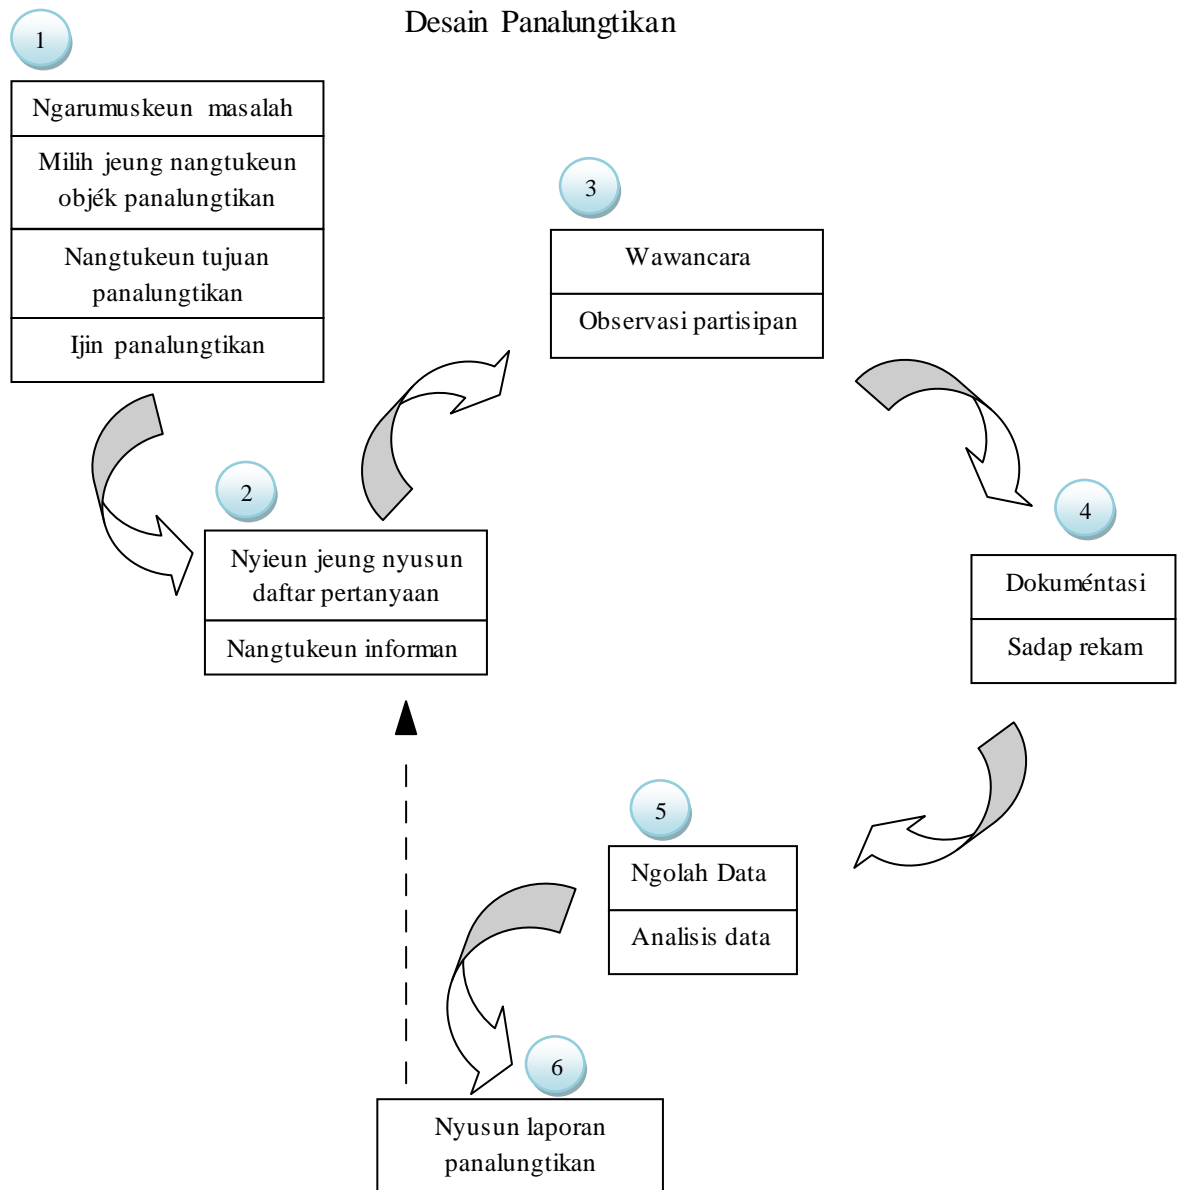 Desain Panalungtikan
1
Ngarumuskeun masalah
Milih jeung nangtukeun
objék panalungtikan
Nangtukeun tujuan
panalungtikan
Ijin panalungtikan
2
Nyieun jeung nyusun
daftar pertanyaan
Nangtukeun informan
3
Wawancara
Observasi partisipan
4
Dokuméntasi
Sadap rekam
5
Ngolah Data
Analisis data
6
Nyusun laporan
panalungtikan